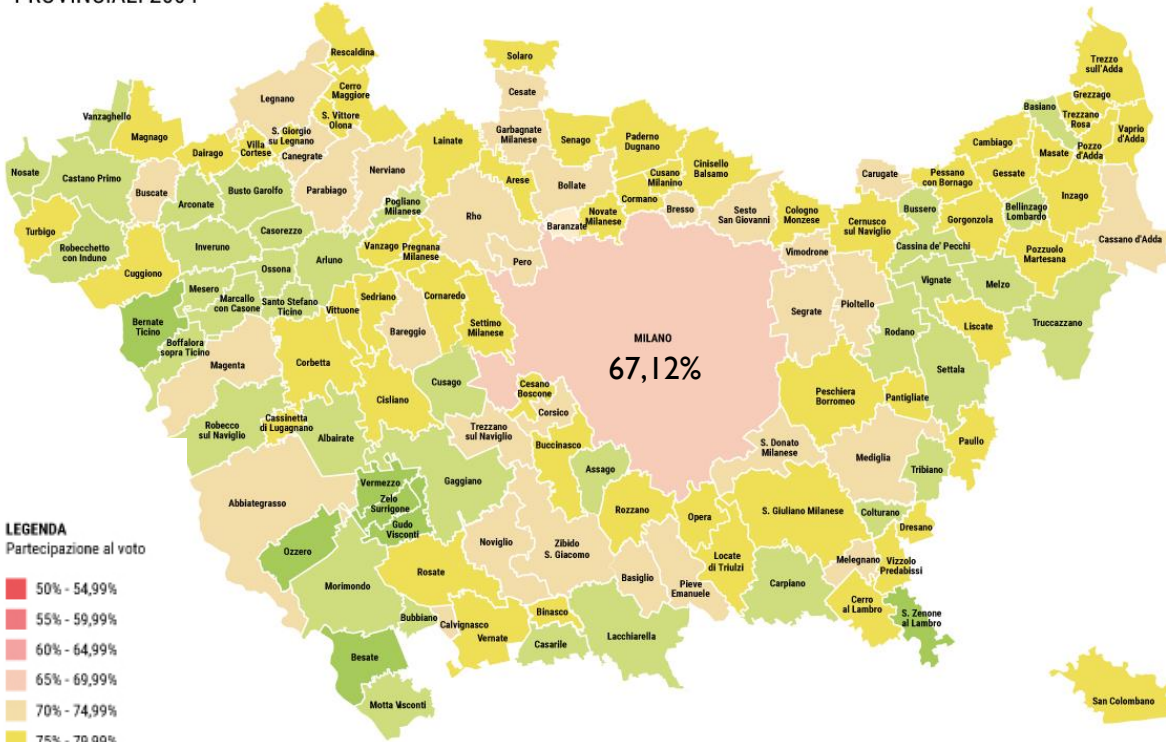 Rescaldina
Solaro
Trezzo
sull'Adda
Cerro
Maggiore
Cesate
Legnano
Grezzago
Basiano
Trezzano
Rosa
Vaprio
d'Adda
Vanzaghello
Magnago
S. Vittore
Olona
S. Giorgio
su Legnano
Villa
Cortese
Dairago
Canegrate
Lainate
Garbagnate
Milanese
Senago
Paderno
Dugnano
Cambiago
Masate
Pozzo
d'Adda
Nosate
Castano Primo
Buscate
Arconate
Busto Garolfo
Parabiago
Nerviano
Arese
Bollate
Cusano
Milanino
Cinisello
Balsamo
Cormano
Bresso
Carugate
Pessano
con Bornago
Gessate
Inzago
Pogliano
Milanese
Rho
Baranzate
Novate
Milanese
Sesto
San Giovanni
Cologno
Monzese
Cernusco
sul Naviglio
Bussero
Gorgonzola
Bellinzago
Lombardo
Turbigo
Robecchetto
con Induno
Casorezzo
Inveruno
Vanzago
Pregnana
Milanese
Pero
Vimodrone
Cassina de' Pecchi
Pozzuolo
Martesana
Cassano d'Adda
Cuggiono
Ossona
Arluno
Mesero
Marcallo
con Casone
Santo Stefano
Ticino
Vittuone
Sedriano
Cornaredo
Settimo
Milanese
Bareggio
Vignate
Melzo
Segrate
Pioltello
Bernate
Ticino
Boffalora
sopra Ticino
Magenta
Corbetta
MILANO
67,12%
Rodano
Liscate
Truccazzano
Settala
Cusago
Cesano
Boscone
Cisliano
Corsico
Peschiera
Borromeo
Pantigliate
Robecco
sul Naviglio
Cassinetta
di Lugagnano
Albairate
Trezzano
sul Naviglio
Buccinasco
S. Donato
Milanese
Mediglia
Paullo
Tribiano
Assago
Abbiategrasso
Vermezzo
Zelo
Surrigone
Gudo
Visconti
Gaggiano
Rozzano
Opera
S. Giuliano Milanese
Colturano
Dresano
Ozzero
Noviglio
Zibido
S. Giacomo
Locate
di Triulzi
Melegnano
Vizzolo
Predabissi
Morimondo
Rosate
Basiglio
Pieve
Emanuele
Carpiano
Cerro
al Lambro
S. Zenone
al Lambro
Bubbiano
Calvignasco
Vernate
Binasco
Casarile
Lacchiarella
Besate
Motta Visconti
San Colombano
LEGENDA
Partecipazione al voto
50% - 54,99%
55% - 59,99%
60% - 64,99%
65% - 69,99%
70% - 74,99%
75% - 79,99%